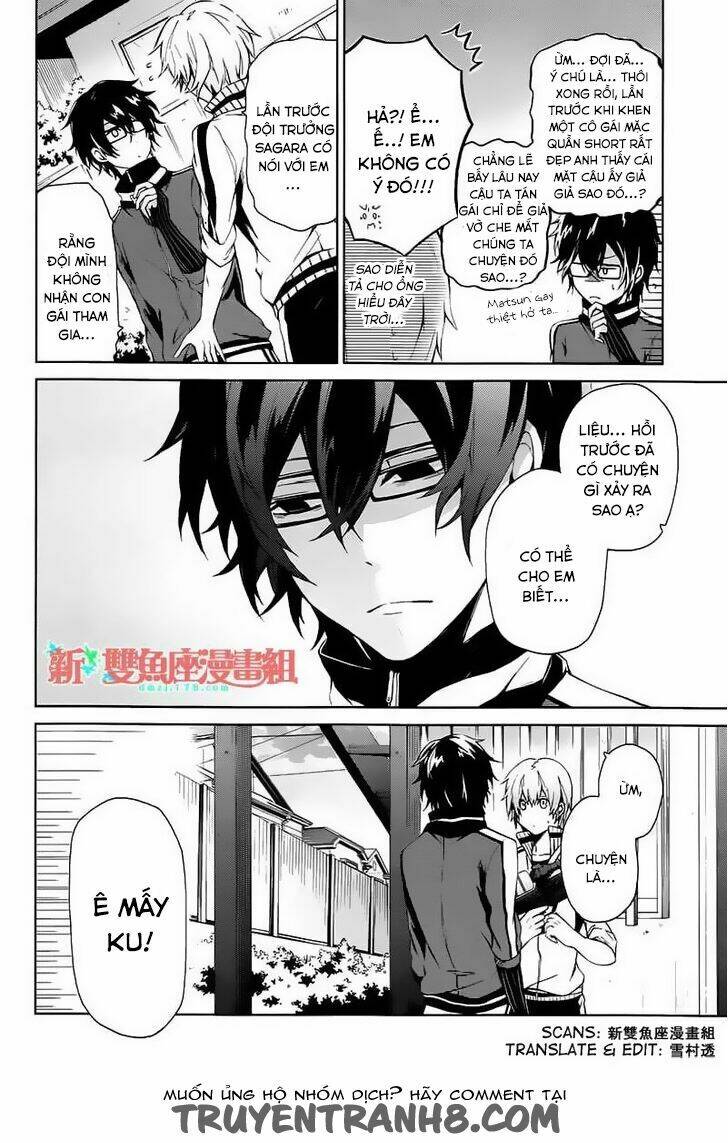 ỪM... ĐỢI ĐÃ...
Ý CHÚ LÀ... THÔI
XONG RỒI, LẦN
TRƯỚC KHI KHEN
MỘT CÔ GÁI MẶC
QUẦN SHORT RẤT
ĐẸP ANH THẤY CÁI
MẶT CẬU ẤY GIẢ
GIẢ SAO ĐÓ...?
CHẲNG LẼ
BẤY LÂU NAY
CẬU TA TÁN
GÁI CHỈ ĐỂ GIẢ
VỜ CHE MẮT
CHÚNG TA
CHUYỆN ĐÓ
SAO...?
Matsun Gay
thiệt hở ta...
HẢ?! Ể...
Ế..! EM
KHÔNG CÓ
Ý ĐÓ!!!
SAO DIỄN
TẢ CHO ỔNG
HIỂU ĐÂY
TRỜI...
LẦN TRƯỚC
ĐỘI TRƯỞNG
SAGARA CÓ
NÓI VỚI EM
...
RẰNG
ĐỘI MÌNH
KHÔNG
NHẬN CON
GÁI THAM
GIA...
LIỆU... HỒI
TRƯỚC ĐÃ
CÓ CHUYỆN
GÌ XẢY RA
SAO Ạ?
CÓ THỂ
CHO EM
BIẾT...
新雙魚座漫畫組
dmzj.178.com
ỪM,
CHUYỆN
LÀ...
Ê MẤY
KU!
SCANS: 新雙魚座漫畫組
TRANSLATE & EDIT: 雪村透
MUỐN ỦNG HỘ NHÓM DỊCH? HÃY COMMENT TẠI
TRUYENTRANH8.COM